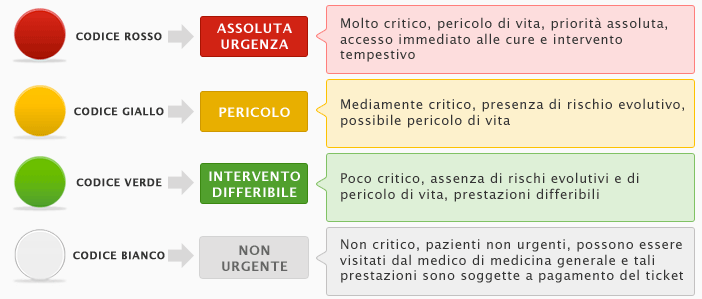 CODICE ROSSO
ASSOLUTA
URGENZA
Molto critico, pericolo di vita, priorità assoluta,
accesso immediato alle cure e intervento
tempestivo
CODICE GIALLO
PERICOLO
Mediamente critico, presenza di rischio evolutivo,
possibile pericolo di vita
CODICE VERDE
INTERVENTO
DIFFERIBILE
Poco critico, assenza di rischi evolutivi e di
pericolo di vita, prestazioni differibili
CODICE BIANCO
NON
URGENTE
Non critico, pazienti non urgenti, possono essere
visitati dal medico di medicina generale e tali
prestazioni sono soggette a pagamento del ticket